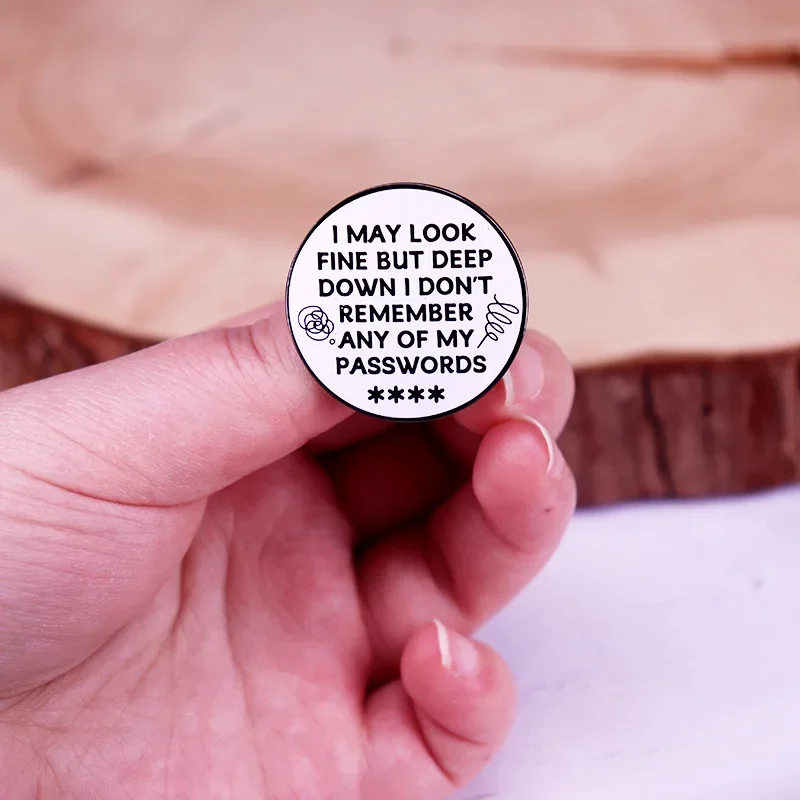 I MAY LOOK
FINE BUT DEEP
DOWN I DON'T
REMEMBER
ANY OF MY
PASSWORDS
****